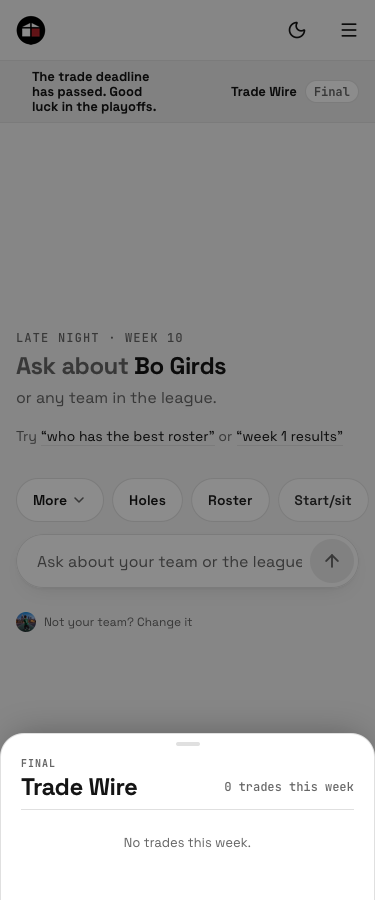 The trade deadline
has passed. Good
luck in the playoffs.
Trade Wire Final
LATE NIGHT · WEEK 10
Ask about Bo Girds
or any team in the league.
Try “who has the best roster” or “week 1 results”
More Holes Roster Start/sit
Ask about your team or the league
Not your team? Change it
FINAL
Trade Wire 0 trades this week
No trades this week.